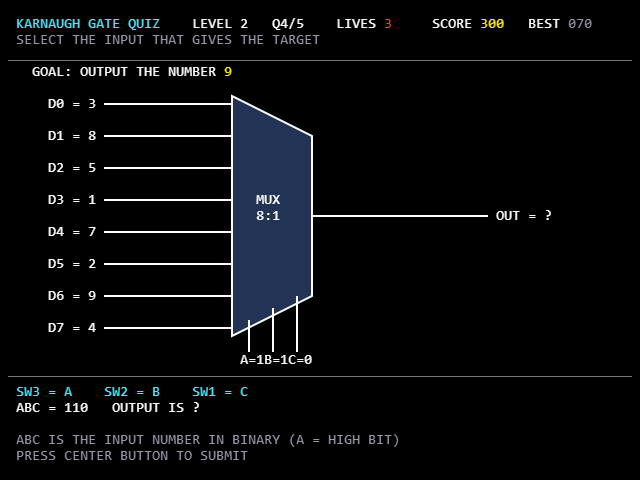 KARNAUGH GATE QUIZ LEVEL 2 Q4/5 LIVES 3 SCORE 300 BEST 070
SELECT THE INPUT THAT GIVES THE TARGET
GOAL: OUTPUT THE NUMBER 9
D0 = 3
D1 = 8
D2 = 5
D3 = 1
MUX
8:1
OUT = ?
D4 = 7
D5 = 2
D6 = 9
D7 = 4
A=1B=1C=0
SW3 = A SW2 = B SW1 = C
ABC = 110 OUTPUT IS ?
ABC IS THE INPUT NUMBER IN BINARY (A = HIGH BIT)
PRESS CENTER BUTTON TO SUBMIT